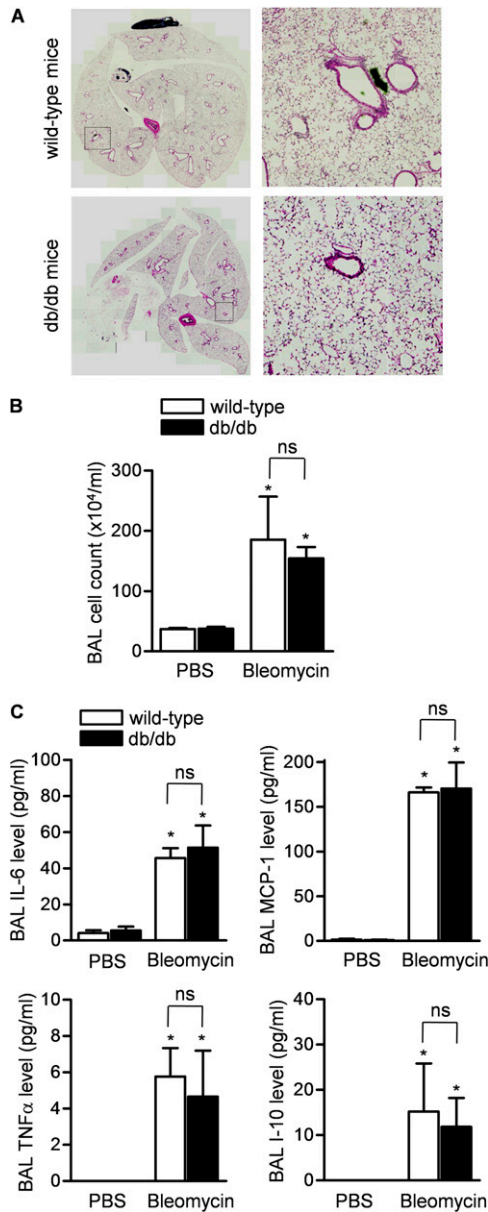 A
wild-type mice
db/db mice
B
wild-type
db/db
BAL cell count (x10⁴/ml)
300
200
100
0
ns
*
*
PBS
Bleomycin
C
wild-type
db/db
BAL IL-6 level (pg/ml)
80
60
40
20
0
ns
*
*
PBS
Bleomycin
BAL MCP-1 level (pg/ml)
200
150
100
50
0
ns
*
*
PBS
Bleomycin
BAL TNFα level (pg/ml)
10
8
6
4
2
0
ns
*
*
PBS
Bleomycin
BAL I-10 level (pg/ml)
40
30
20
10
0
ns
*
*
PBS
Bleomycin